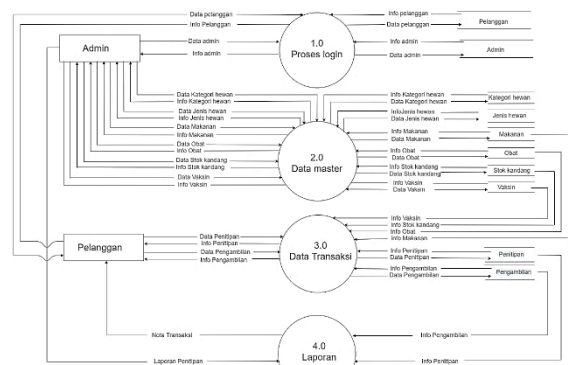 Data pelanggan
Info Pelanggan
Info pelanggan
Data pelanggan
Pelanggan
Admin
Data admin
Info admin
1.0
Proses login
Info admin
Data admin
Admin
Data Kategori hewan
Info Kategori hewan
Data Jenis hewan
Info Jenis hewan
Data Makanan
Info Makanan
Data Obat
Info Obat
Data Stok kandang
Info Stok kandang
Data Vaksin
Info Vaksin
2.0
Data master
Info Kategori hewan
Data Kategori hewan
InfoJenis hewan
Data Jenis hewan
Info Makanan
Data Makanan
Info Obat
Data Obat
Info Stok kandang
Data Stok kandang
Info Vaksin
Data Vaksin
Kategori hewan
Jenis hewan
Makanan
Obat
Stok kandang
Vaksin
Pelanggan
Data Penitipan
Info Penitipan
Data Pengambilan
Info Pengambilan
3.0
Data Transaksi
Info Vaksin
Info Stok kandang
Info Obat
Info Makanan
Info Penitipan
Data Penitipan
Info Pengambilan
Data Pengambilan
Penitipan
Pengambilan
Nota Transaksi
Laporan Penitipan
4.0
Laporan
Info Pengambilan
Info Penitipan